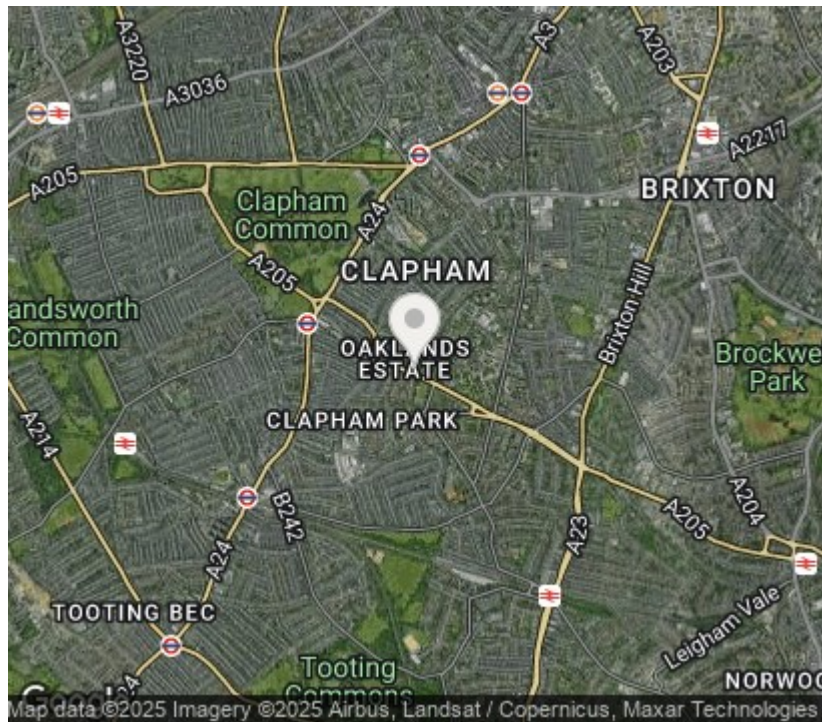 A3220
A3036
A3
A203
A2217
A205
BRIXTON
Clapham
Common
A24
CLAPHAM
A205
Brixton Hill
andsworth
Common
OAKLANDS
ESTATE
Brockwe
Park
CLAPHAM PARK
A214
A24
B242
A23
A205
A204
TOOTING BEC
Leigham Vale
Tooting
Commons
NORWOO
Google
Map data ©2025 Imagery ©2025 Airbus, Landsat / Copernicus, Maxar Technologies